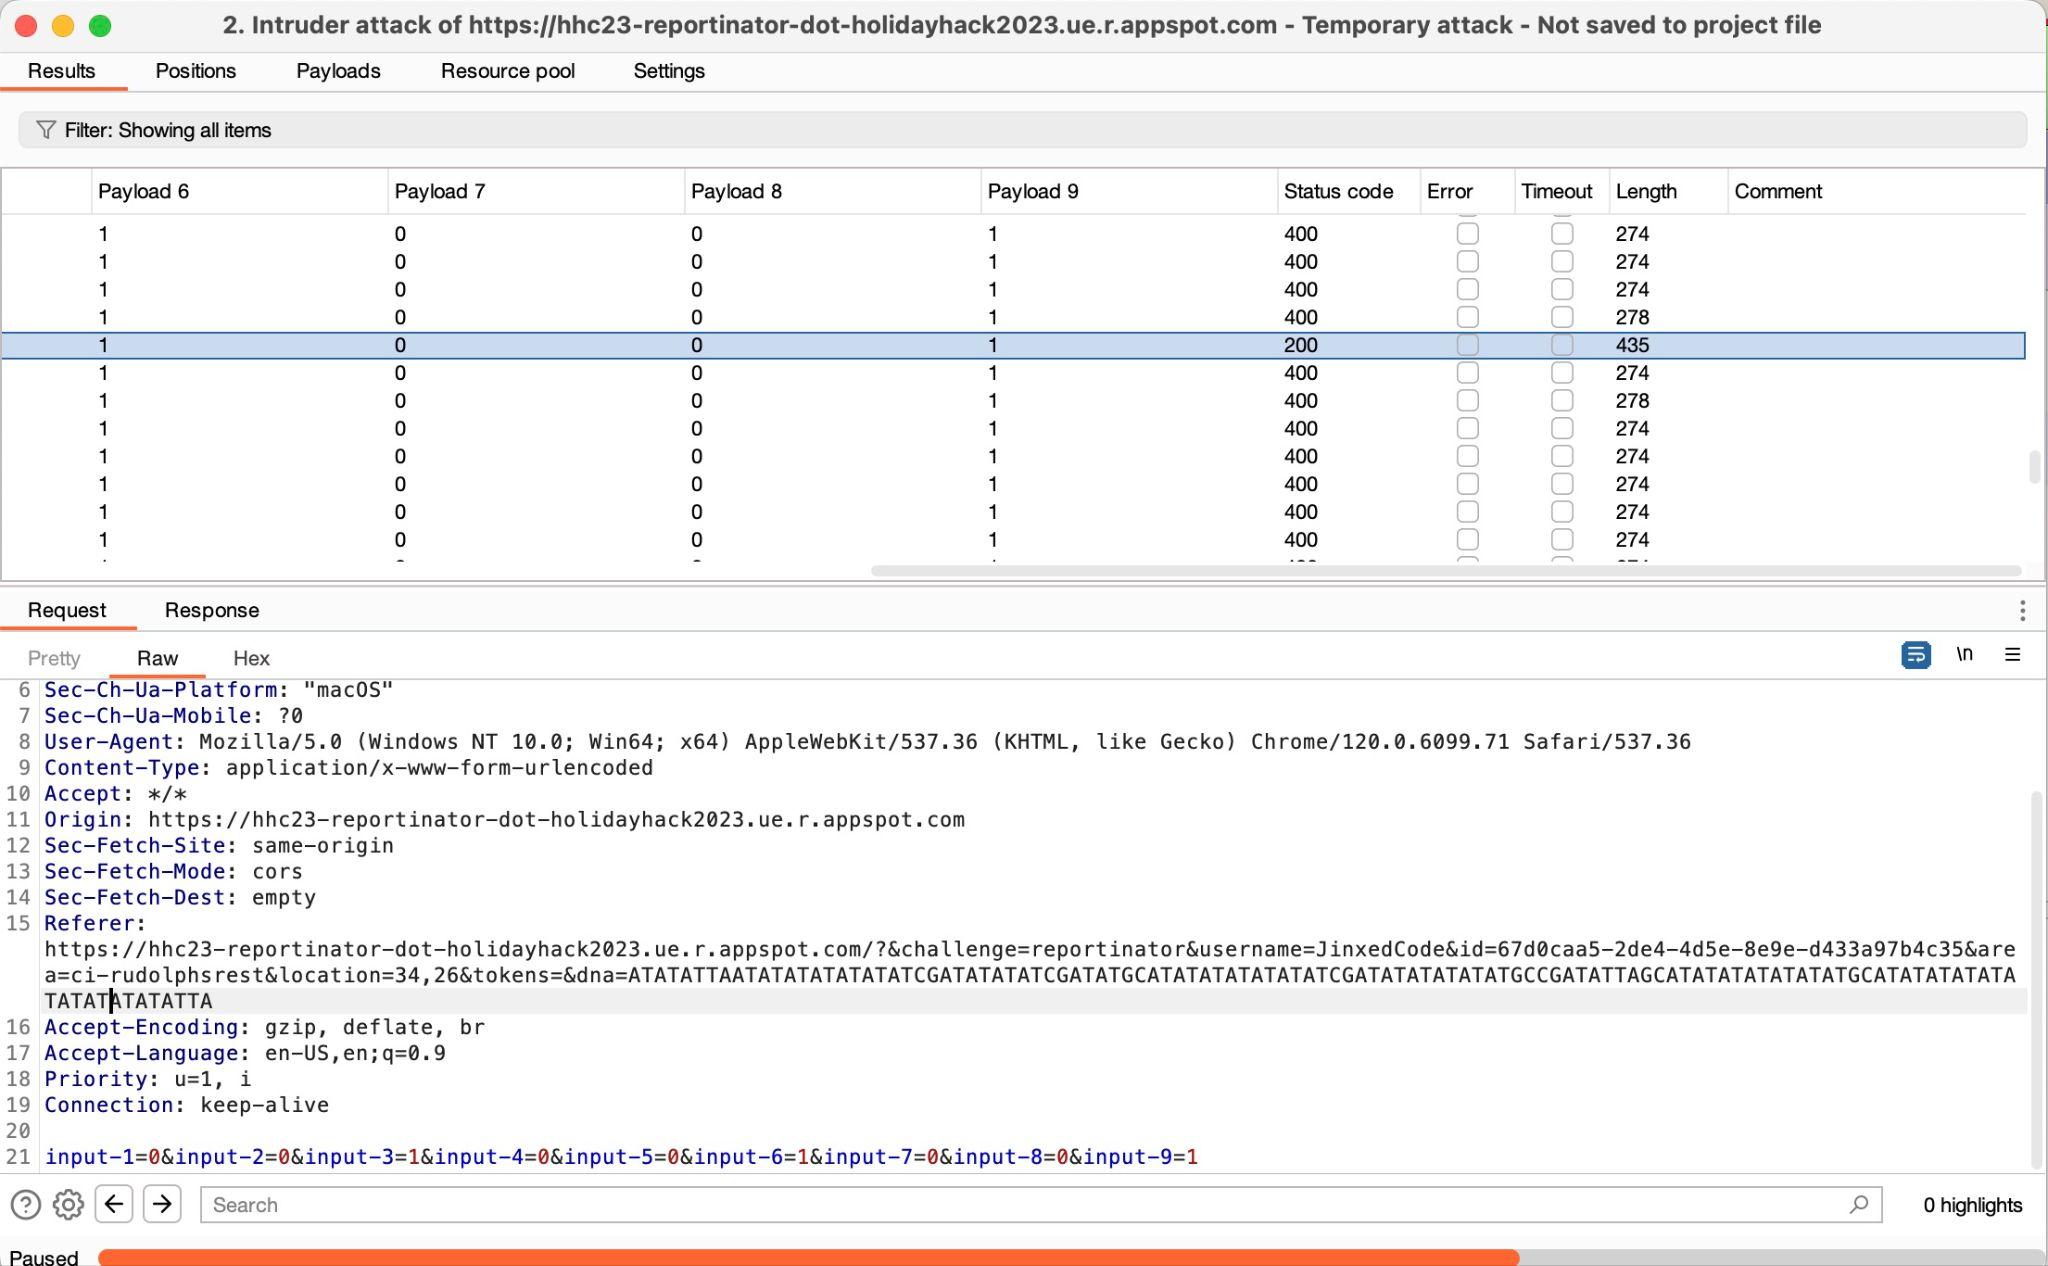 2. Intruder attack of https://hhc23-reportinator-dot-holidayhack2023.ue.r.appspot.com - Temporary attack - Not saved to project file
Results Positions Payloads Resource pool Settings
Filter: Showing all items
Payload 6 Payload 7 Payload 8 Payload 9 Status code Error Timeout Length Comment
1 0 0 1 400 274
1 0 0 1 400 274
1 0 0 1 400 274
1 0 0 1 400 278
1 0 0 1 200 435
1 0 0 1 400 274
1 0 0 1 400 278
1 0 0 1 400 274
1 0 0 1 400 274
1 0 0 1 400 274
1 0 0 1 400 274
1 0 0 1 400 274
Request Response
Pretty Raw Hex \n
6 Sec-Ch-Ua-Platform: "macOS"
7 Sec-Ch-Ua-Mobile: ?0
8 User-Agent: Mozilla/5.0 (Windows NT 10.0; Win64; x64) AppleWebKit/537.36 (KHTML, like Gecko) Chrome/120.0.6099.71 Safari/537.36
9 Content-Type: application/x-www-form-urlencoded
10 Accept: */*
11 Origin: https://hhc23-reportinator-dot-holidayhack2023.ue.r.appspot.com
12 Sec-Fetch-Site: same-origin
13 Sec-Fetch-Mode: cors
14 Sec-Fetch-Dest: empty
15 Referer:
https://hhc23-reportinator-dot-holidayhack2023.ue.r.appspot.com/?&challenge=reportinator&username=JinxedCode&id=67d0caa5-2de4-4d5e-8e9e-d433a97b4c35&are
a=ci-rudolphsrest&location=34,26&tokens=&dna=ATATATTAATATATATATATATCGATATATATCGATATGCATATATATATATATCGATATATATATATGCCGATATTAGCATATATATATATATGCATATATATATA
TATATATATATTA
16 Accept-Encoding: gzip, deflate, br
17 Accept-Language: en-US,en;q=0.9
18 Priority: u=1, i
19 Connection: keep-alive
20
21 input-1=0&input-2=0&input-3=1&input-4=0&input-5=0&input-6=1&input-7=0&input-8=0&input-9=1
Search 0 highlights
Paused